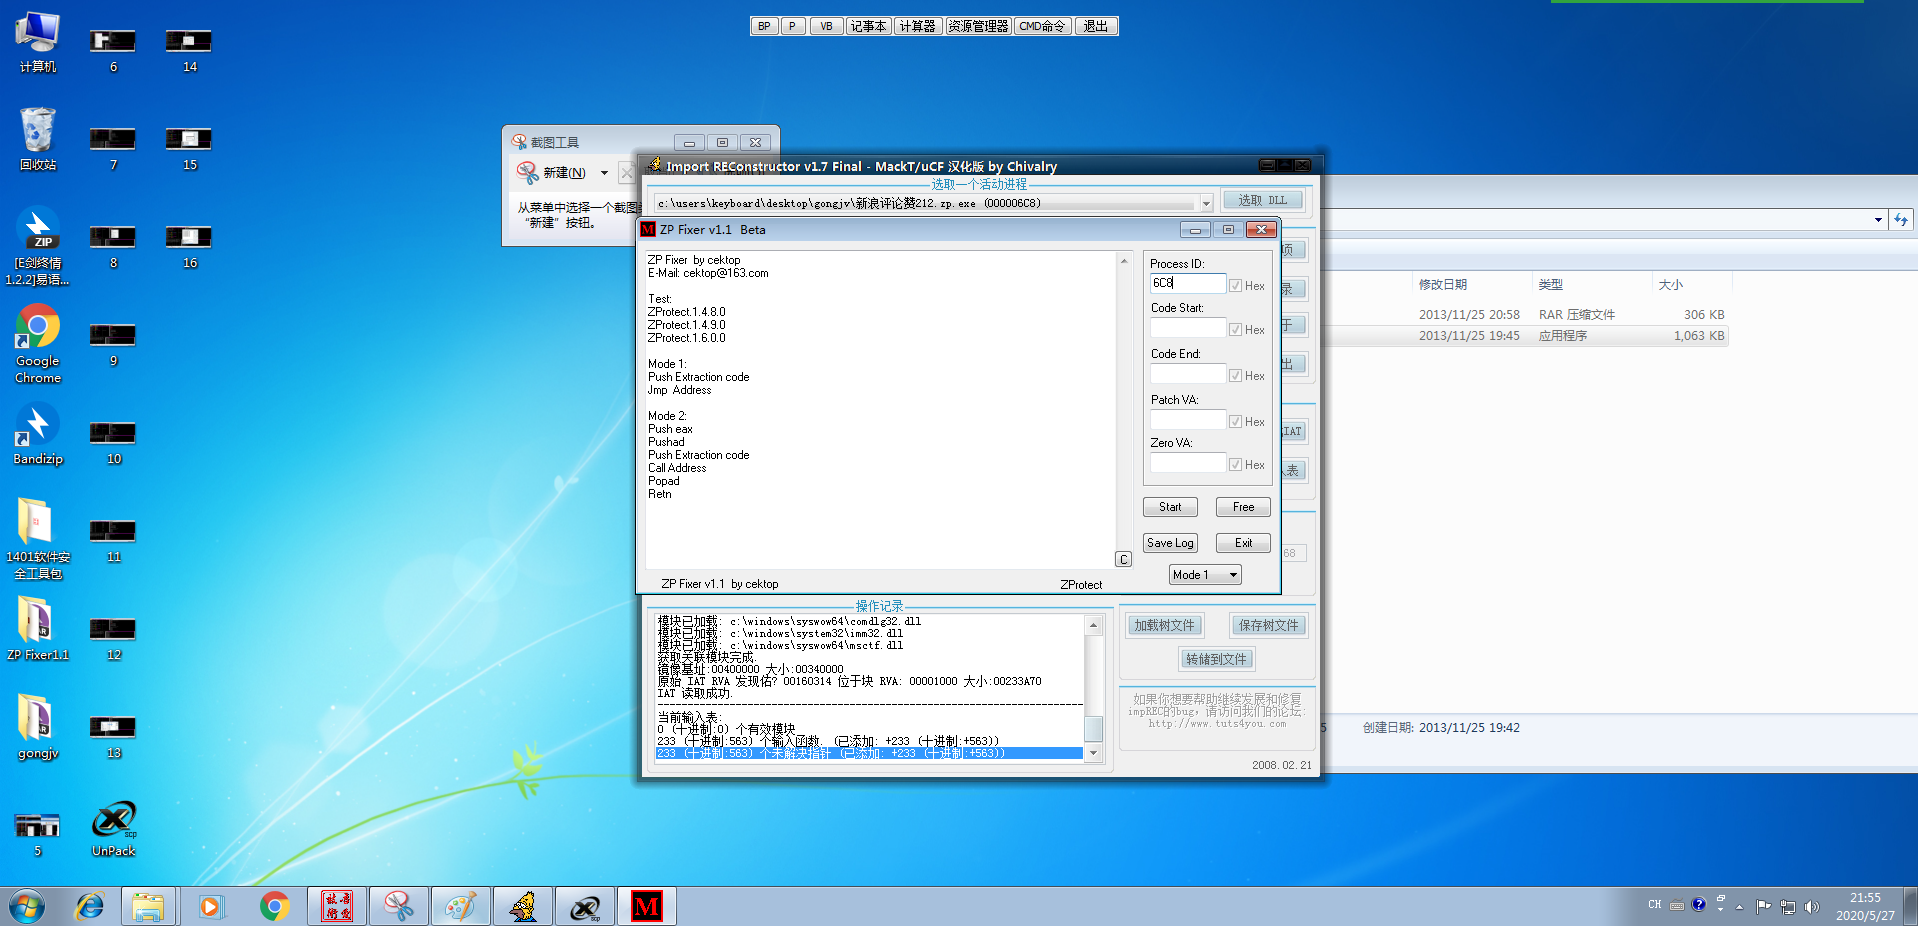 BP
P
VB
记事本
计算器
资源管理器
CMD命令
退出
计算机
6
14
回收站
7
15
ZIP
[E剑终情
1.2.2]易语...
8
16
Google
Chrome
9
Bandizip
10
1401软件安
全工具包
11
ZP Fixer1.1
12
gongjv
13
5
scp
UnPack
截图工具
新建(N)
从菜单中选择一个截图
“新建” 按钮。
Import REConstructor v1.7 Final - MackT/uCF 汉化版 by Chivalry
选取一个活动进程
c:\users\keyboard\desktop\gongjv\新浪评论赞212.zp.exe (000006C8)
选取 DLL
项
录
于
出
IAT
表
68
ZP Fixer v1.1 Beta
ZP Fixer by cektop
E-Mail: cektop@163.com
Test:
ZProtect.1.4.8.0
ZProtect.1.4.9.0
ZProtect.1.6.0.0
Mode 1:
Push Extraction code
Jmp Address
Mode 2:
Push eax
Pushad
Push Extraction code
Call Address
Popad
Retn
C
ZP Fixer v1.1 by cektop
ZProtect
Process ID:
6C8
Hex
Code Start:
Hex
Code End:
Hex
Patch VA:
Hex
Zero VA:
Hex
Start
Free
Save Log
Exit
Mode 1
操作记录
模块已加载: c:\windows\syswow64\comdlg32.dll
模块已加载: c:\windows\system32\imm32.dll
模块已加载: c:\windows\syswow64\msctf.dll
获取关联模块完成.
镜像基址:00400000 大小:00340000
原始 IAT RVA 发现佑? 00160314 位于块 RVA: 00001000 大小:00233A70
IAT 读取成功.
当前输入表:
0 (十进制:0) 个有效模块
233 (十进制:563) 个输入函数. (已添加: +233 (十进制:+563))
233 (十进制:563) 个未解决指针 (已添加: +233 (十进制:+563))
加载树文件
保存树文件
转储到文件
如果你想要帮助继续发展和修复
impREC的bug，请访问我们的论坛:
http://www.tuts4you.com
2008.02.21
修改日期
类型
大小
2013/11/25 20:58
RAR 压缩文件
306 KB
2013/11/25 19:45
应用程序
1,063 KB
5
创建日期: 2013/11/25 19:42
scp
M
CH
21:55
2020/5/27